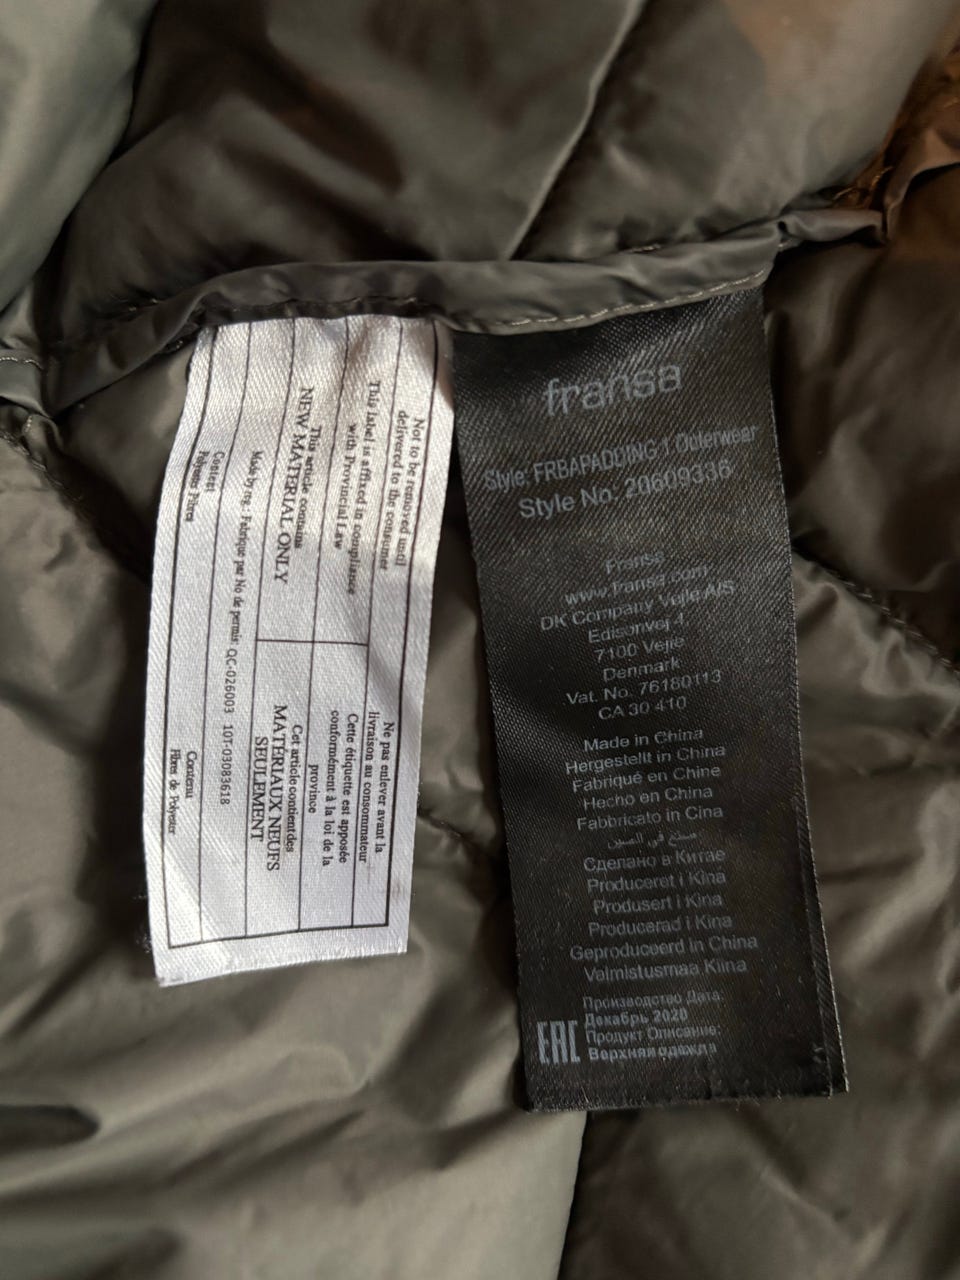 Not to be removed until
delivered to the consumer
This label is affixed in compliance
with Provincial Law
This article contains
NEW MATERIAL ONLY
Made by reg.: Fabriqué par No de permis QC-026003 10T-03083618
Content
Polyester Fibres
Ne pas enlever avant la
livraison au consommateur
Cette étiquette est apposée
conformément à la loi de la
province
Cet article contient des
MATÉRIAUX NEUFS
SEULEMENT
Contenu
Fibres de Polyester
fransa
Style: FRBAPADDING 1 Outerwear
Style No: 20609336
Fransa
www.fransa.com
DK Company Vejle A/S
Edisonvej 4
7100 Vejle
Denmark
Vat. No. 76180113
CA 30 410
Made in China
Hergestellt in China
Fabriqué en Chine
Hecho en China
Fabbricato in Cina
صنع في الصين
Сделано в Китае
Produceret i Kina
Produsert i Kina
Producerad i Kina
Geproduceerd in China
Valmistusmaa Kiina
EAC
Производство Дата:
Декабрь 2020
Продукт Описание:
Верхняя одежда